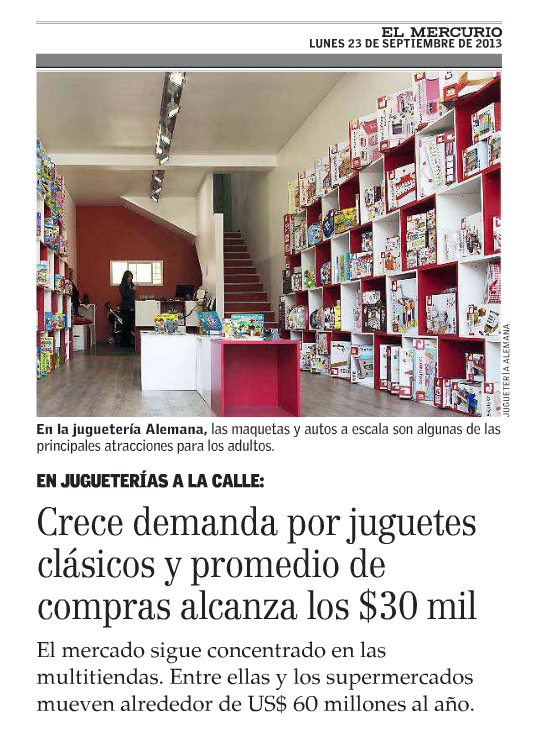 EL MERCURIO
LUNES 23 DE SEPTIEMBRE DE 2013
JUGUETERÍA ALEMANA
En la juguetería Alemana, las maquetas y autos a escala son algunas de las
principales atracciones para los adultos.
EN JUGUETERÍAS A LA CALLE:
Crece demanda por juguetes
clásicos y promedio de
compras alcanza los $30 mil
El mercado sigue concentrado en las
multitiendas. Entre ellas y los supermercados
mueven alrededor de US$ 60 millones al año.